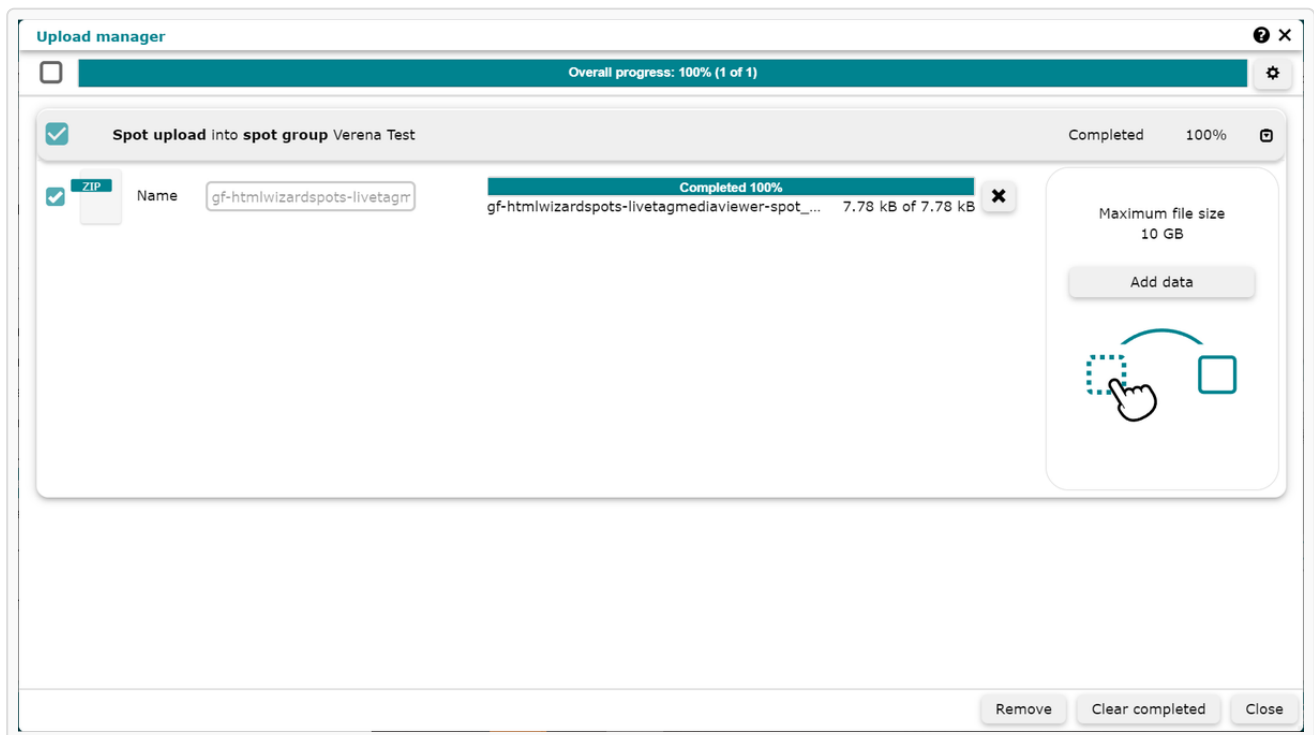 Upload manager
Overall progress: 100% (1 of 1)
Spot upload into spot group Verena Test
Completed 100%
ZIP
Name
gf-htmlwizardspots-livetagm
Completed 100%
gf-htmlwizardspots-livetagmediaviewer-spot_... 7.78 kB of 7.78 kB
Maximum file size
10 GB
Add data
Remove
Clear completed
Close